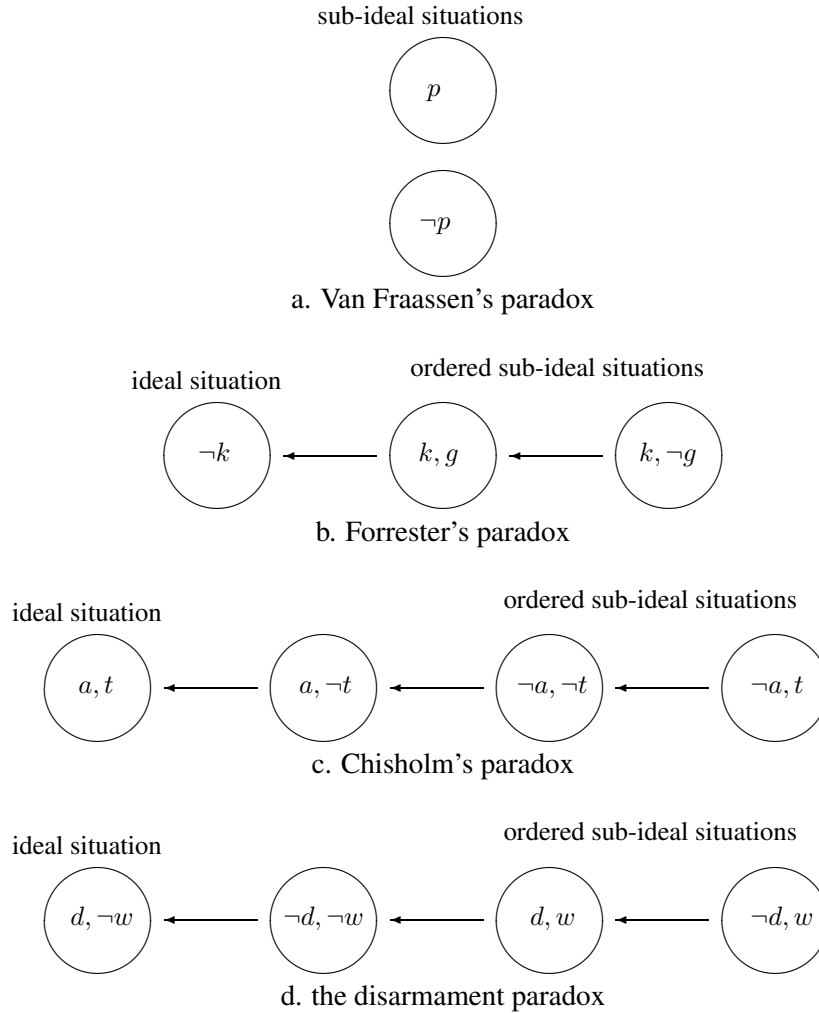 sub-ideal situations
p
¬p
a. Van Fraassen's paradox
ideal situation
ordered sub-ideal situations
¬k
k, g
k, ¬g
b. Forrester's paradox
ideal situation
ordered sub-ideal situations
a, t
a, ¬t
¬a, ¬t
¬a, t
c. Chisholm's paradox
ideal situation
ordered sub-ideal situations
d, ¬w
¬d, ¬w
d, w
¬d, w
d. the disarmament paradox